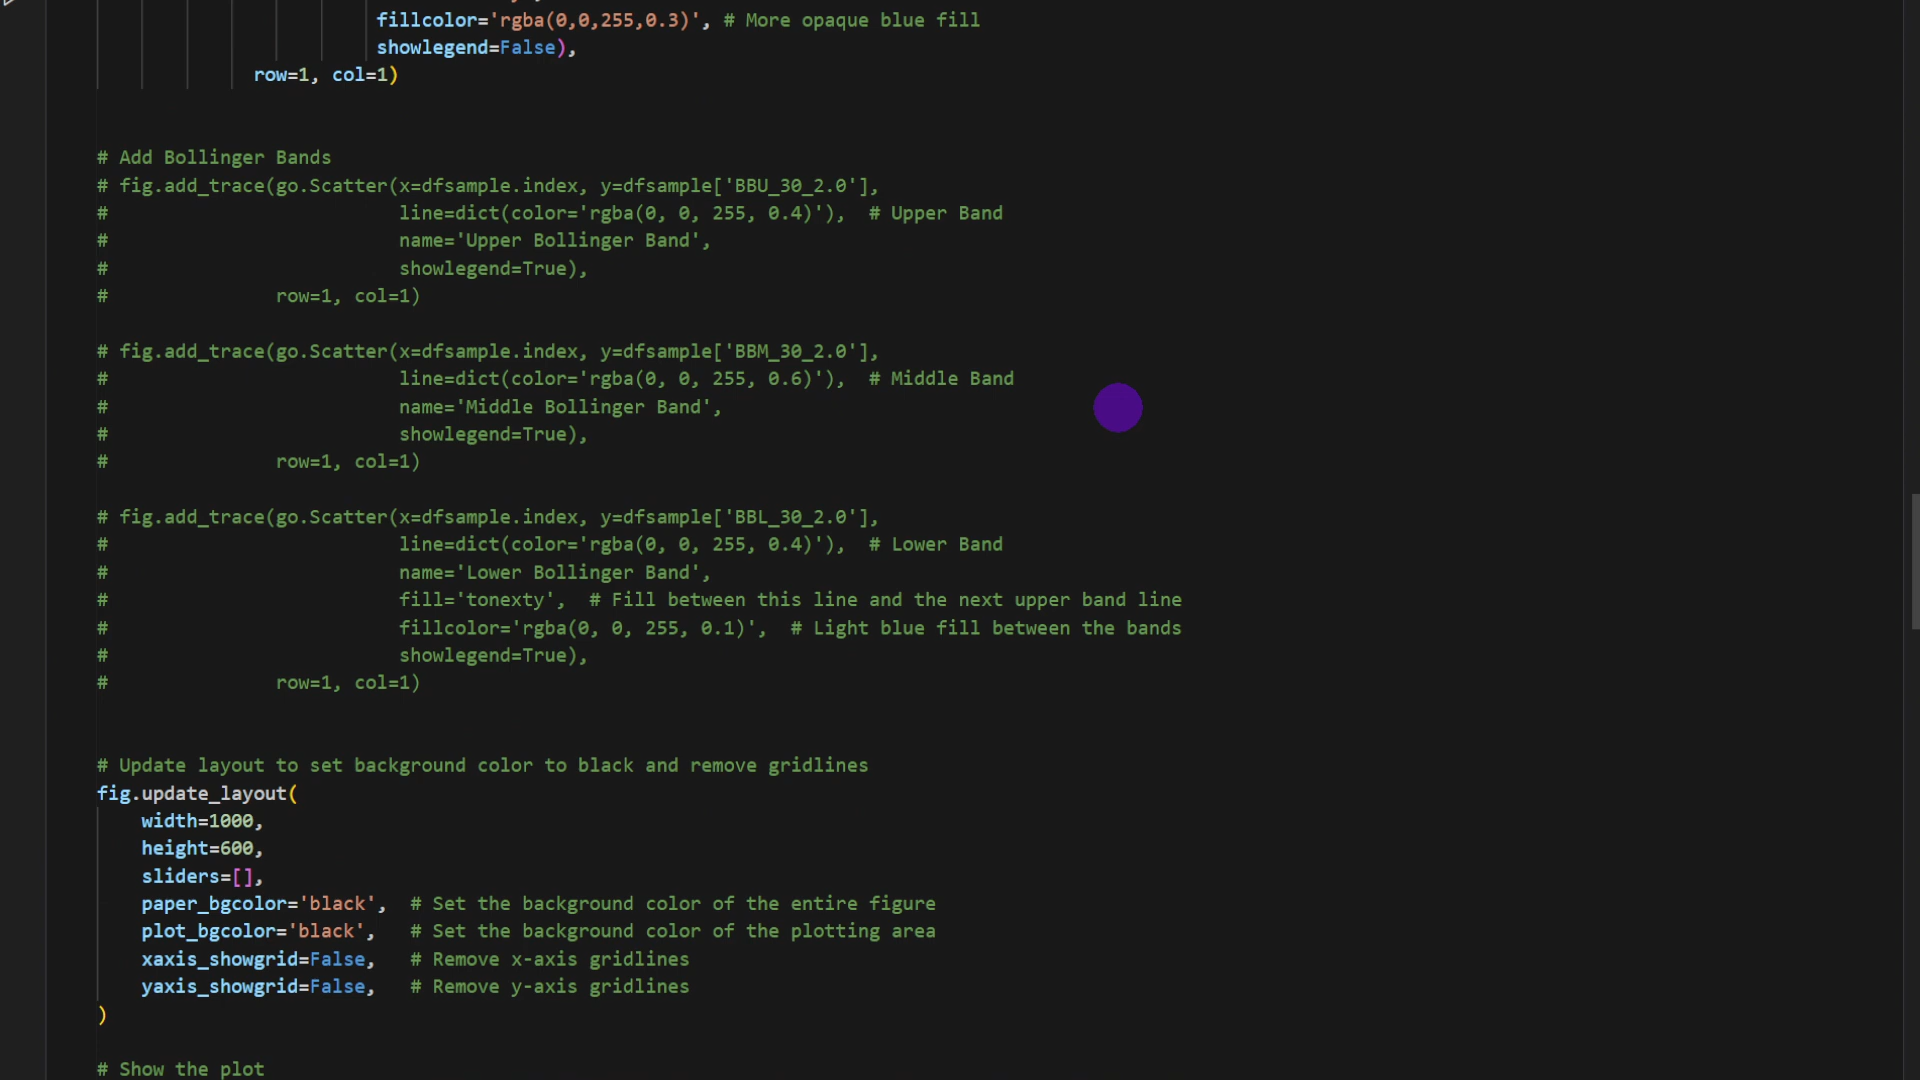 fillcolor='rgba(0,0,255,0.3)', # More opaque blue fill
showlegend=False),
row=1, col=1)
# Add Bollinger Bands
# fig.add_trace(go.Scatter(x=dfsample.index, y=dfsample['BBU_30_2.0'],
# line=dict(color='rgba(0, 0, 255, 0.4)'), # Upper Band
# name='Upper Bollinger Band',
# showlegend=True),
# row=1, col=1)
# fig.add_trace(go.Scatter(x=dfsample.index, y=dfsample['BBM_30_2.0'],
# line=dict(color='rgba(0, 0, 255, 0.6)'), # Middle Band
# name='Middle Bollinger Band',
# showlegend=True),
# row=1, col=1)
# fig.add_trace(go.Scatter(x=dfsample.index, y=dfsample['BBL_30_2.0'],
# line=dict(color='rgba(0, 0, 255, 0.4)'), # Lower Band
# name='Lower Bollinger Band',
# fill='tonexty', # Fill between this line and the next upper band line
# fillcolor='rgba(0, 0, 255, 0.1)', # Light blue fill between the bands
# showlegend=True),
# row=1, col=1)
# Update layout to set background color to black and remove gridlines
fig.update_layout(
width=1000,
height=600,
sliders=[],
paper_bgcolor='black', # Set the background color of the entire figure
plot_bgcolor='black', # Set the background color of the plotting area
xaxis_showgrid=False, # Remove x-axis gridlines
yaxis_showgrid=False, # Remove y-axis gridlines
)
# Show the plot